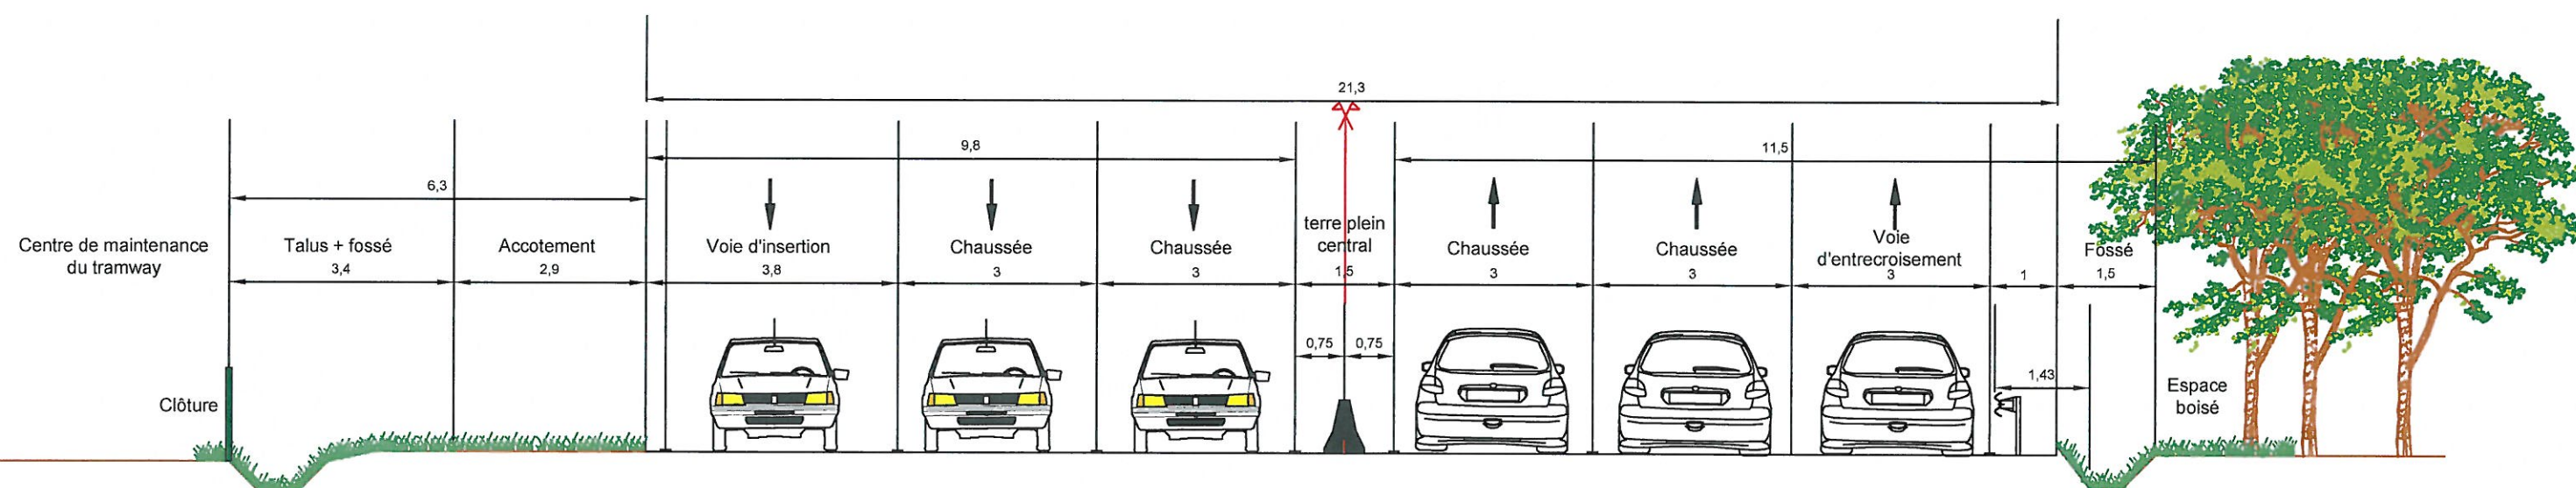 21,3
9,8
11,5
6,3
Centre de maintenance
du tramway
Talus + fossé
3,4
Accotement
2,9
Voie d'insertion
3,8
Chaussée
3
Chaussée
3
terre plein
central
1,5
Chaussée
3
Chaussée
3
Voie
d'entrecroisement
3
1
Fossé
1,5
0,75
0,75
1,43
Clôture
Espace
boisé